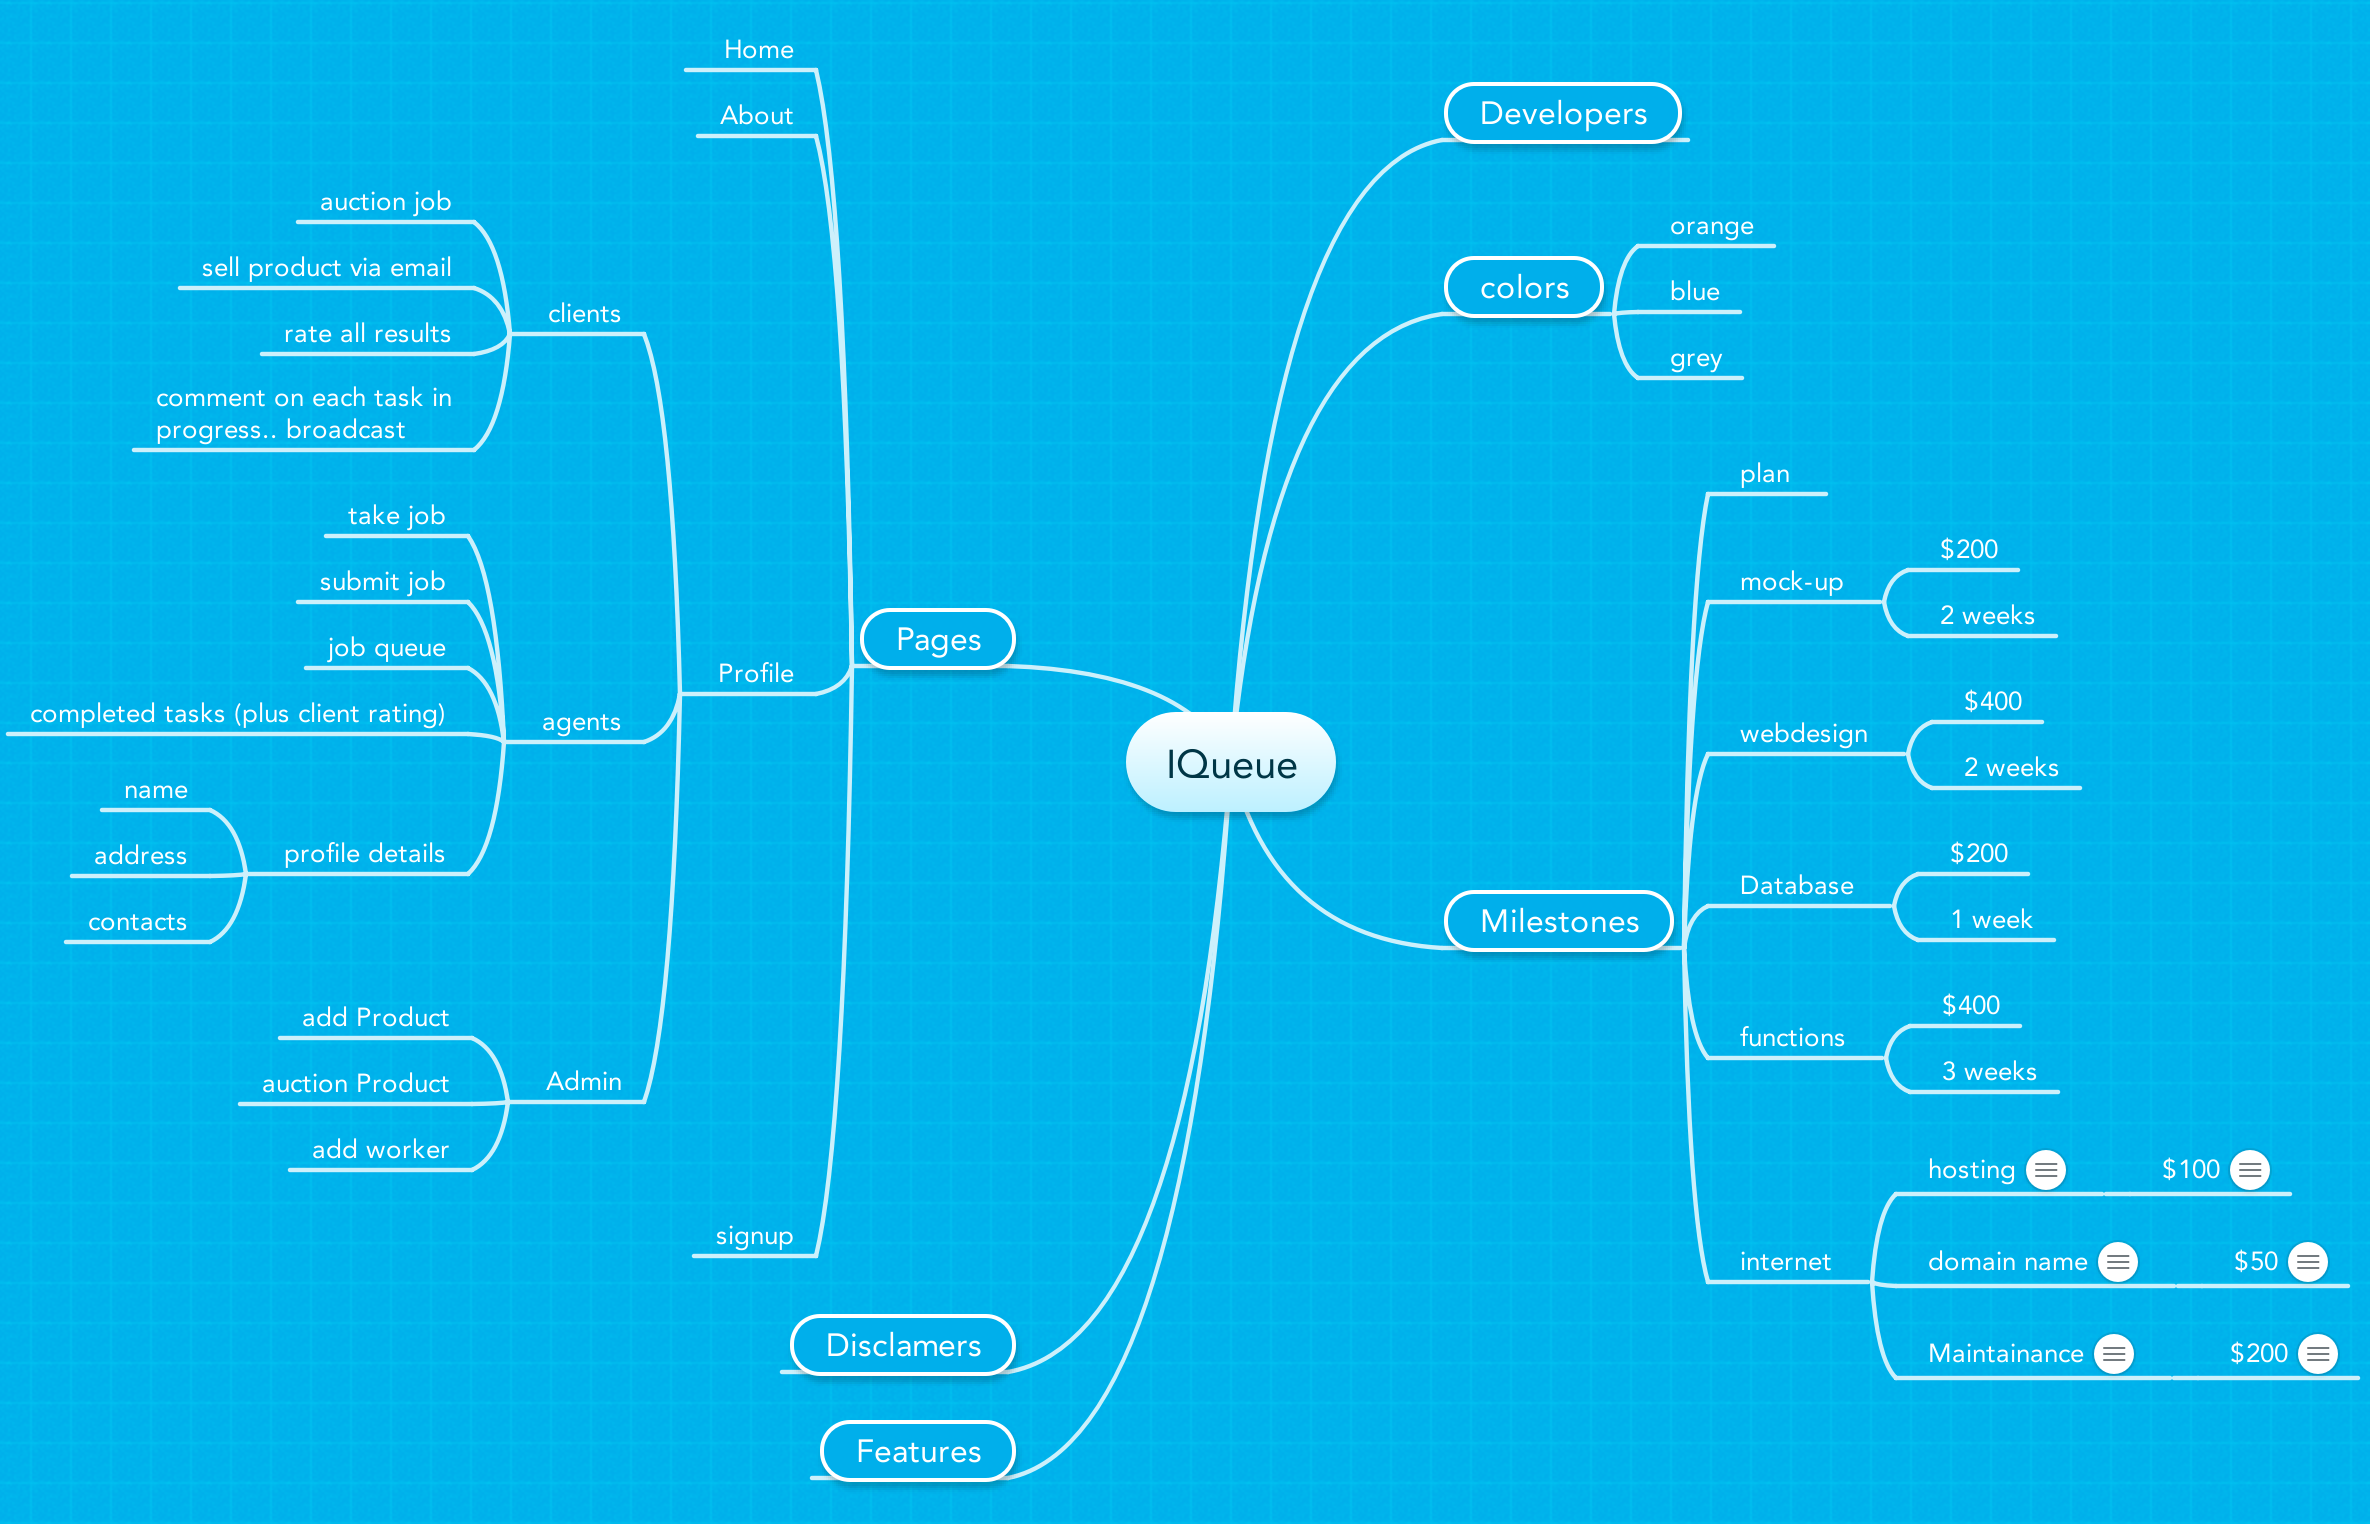 IQueue
Developers
colors
orange
blue
grey
Milestones
plan
mock-up
$200
2 weeks
webdesign
$400
2 weeks
Database
$200
1 week
functions
$400
3 weeks
internet
hosting
$100
domain name
$50
Maintainance
$200
Pages
Home
About
Profile
clients
auction job
sell product via email
rate all results
comment on each task in
progress.. broadcast
agents
take job
submit job
job queue
completed tasks (plus client rating)
profile details
name
address
contacts
Admin
add Product
auction Product
add worker
signup
Disclamers
Features